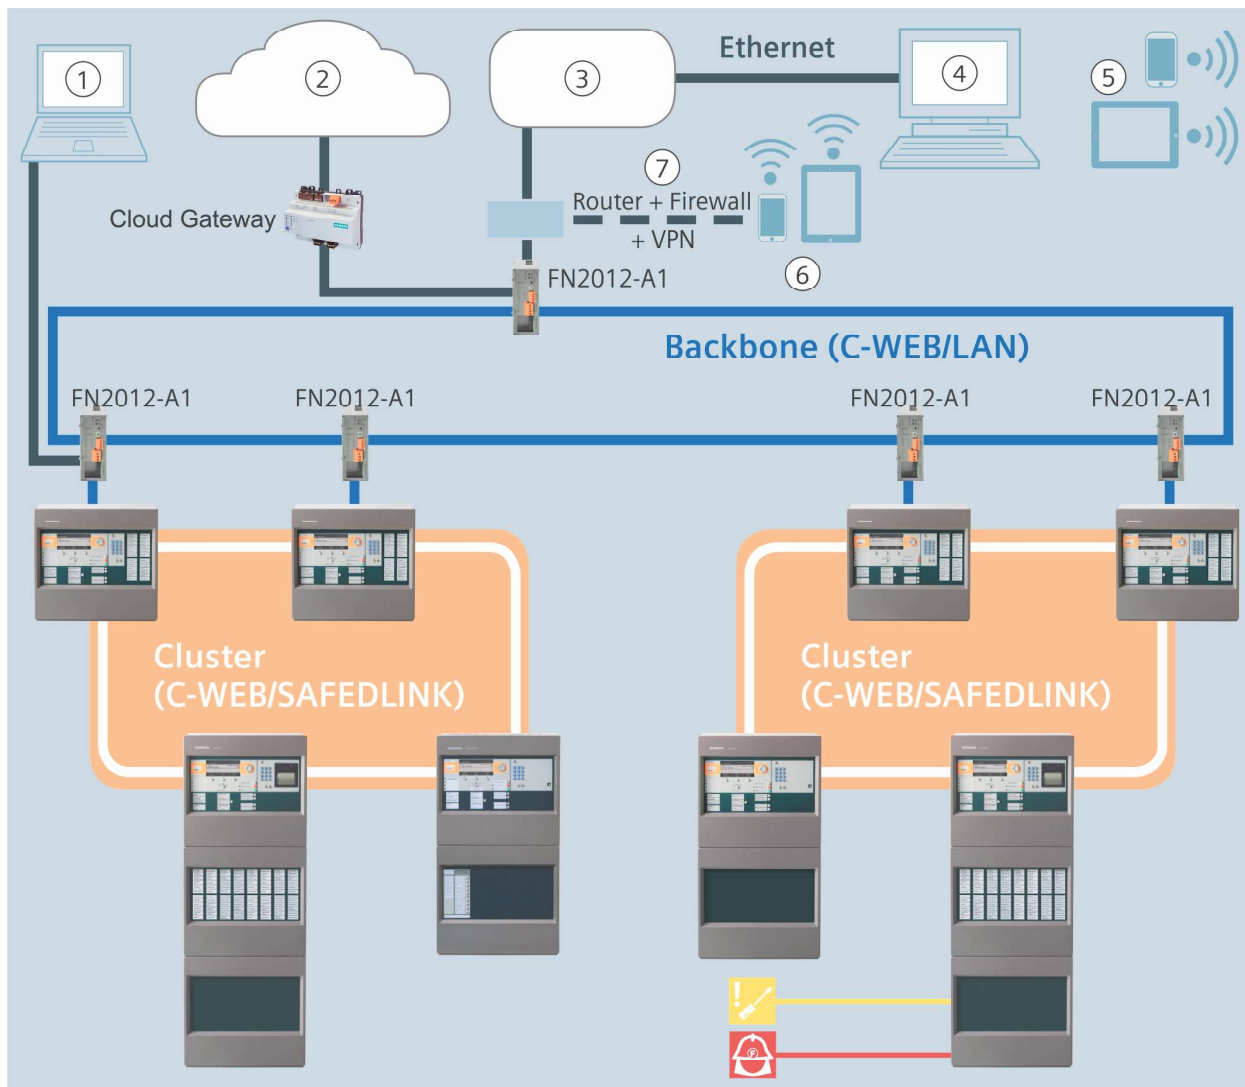 1
2
3
Ethernet
4
5
7
Cloud Gateway
Router + Firewall
+ VPN
6
FN2012-A1
Backbone (C-WEB/LAN)
FN2012-A1
FN2012-A1
FN2012-A1
FN2012-A1
Cluster
(C-WEB/SAFEDLINK)
Cluster
(C-WEB/SAFEDLINK)
F